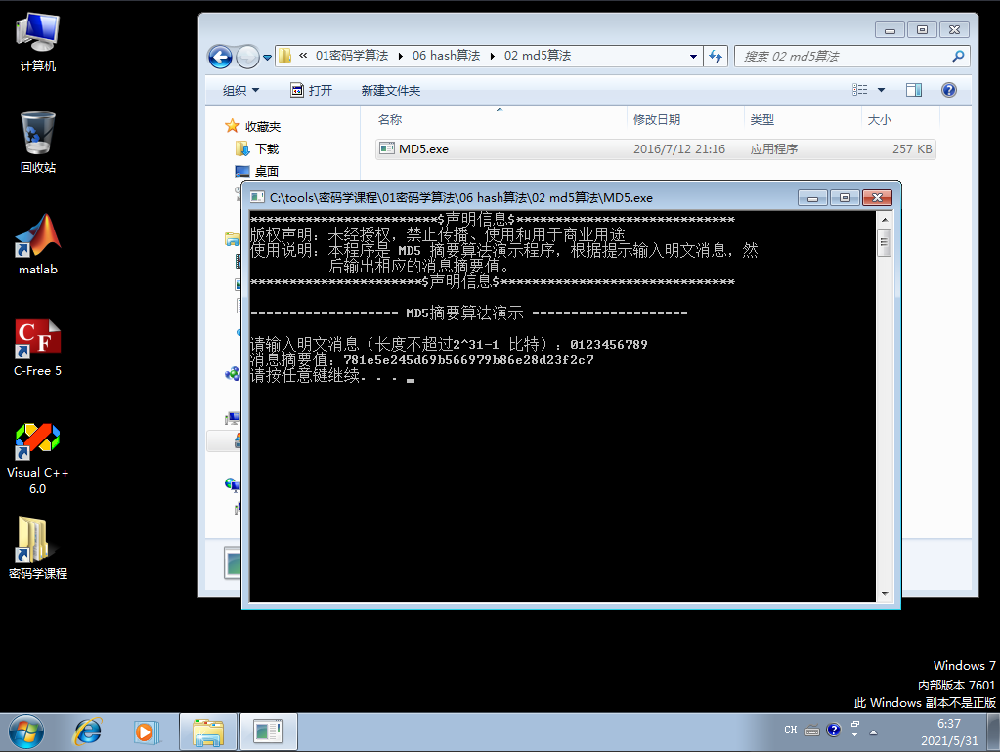 计算机
回收站
matlab
C-Free 5
Visual C++
6.0
密码学课程
« 01密码学算法 ▸ 06 hash算法 ▸ 02 md5算法
搜索 02 md5算法
组织 打开 新建文件夹
收藏夹
下载
桌面
名称 修改日期 类型 大小
MD5.exe 2016/7/12 21:16 应用程序 257 KB
C:\tools\密码学课程\01密码学算法\06 hash算法\02 md5算法\MD5.exe
************************$声明信息$****************************
版权声明：未经授权，禁止传播、使用和用于商业用途
使用说明：本程序是 MD5 摘要算法演示程序，根据提示输入明文消息，然
后输出相应的消息摘要值。
**********************$声明信息$******************************
=================== MD5摘要算法演示 ====================
请输入明文消息（长度不超过2^31-1 比特）：0123456789
消息摘要值：781e5e245d69b566979b86e28d23f2c7
请按任意键继续. . .
Windows 7
内部版本 7601
此 Windows 副本不是正版
CH
6:37
2021/5/31